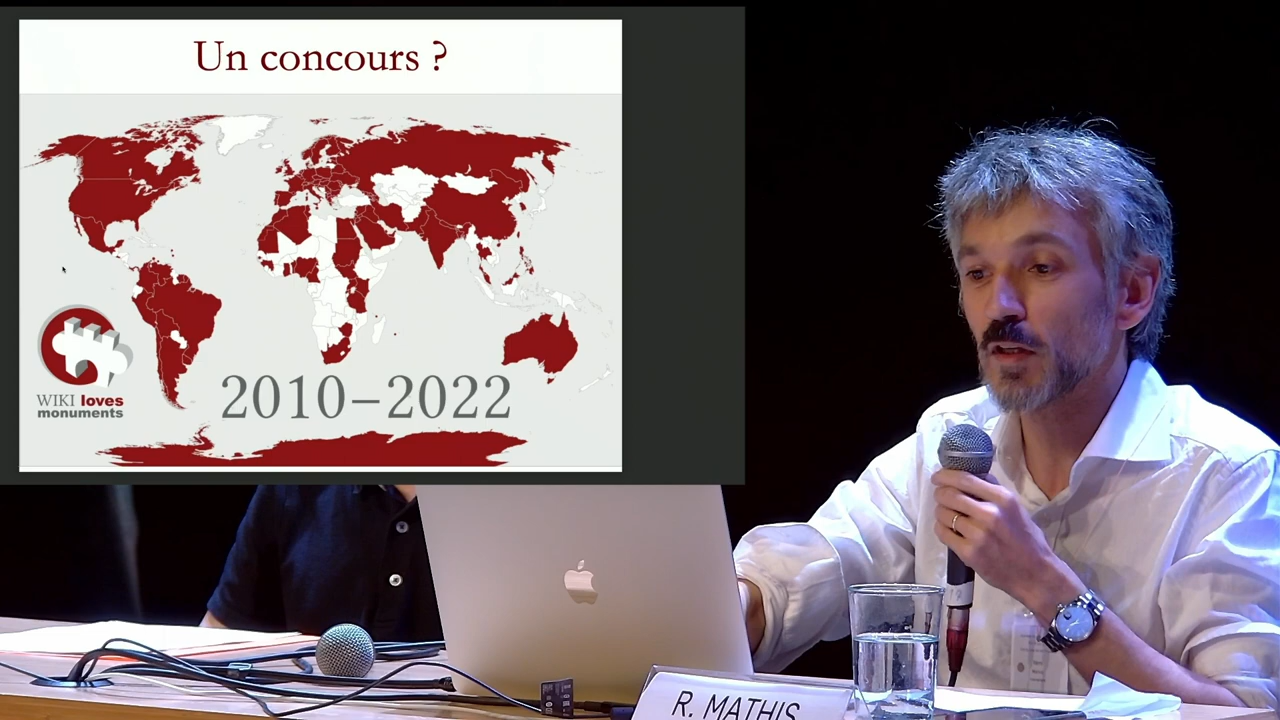 Un concours ?
WIKI loves
monuments
2010–2022
R. MATHIS